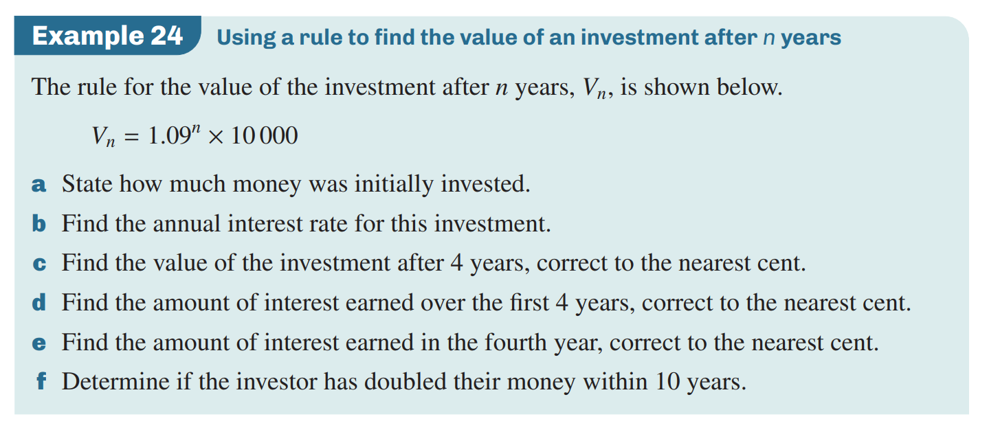 Example 24 Using a rule to find the value of an investment after n years
The rule for the value of the investment after n years, Vₙ, is shown below.
Vₙ = 1.09ⁿ × 10 000
a State how much money was initially invested.
b Find the annual interest rate for this investment.
c Find the value of the investment after 4 years, correct to the nearest cent.
d Find the amount of interest earned over the first 4 years, correct to the nearest cent.
e Find the amount of interest earned in the fourth year, correct to the nearest cent.
f Determine if the investor has doubled their money within 10 years.